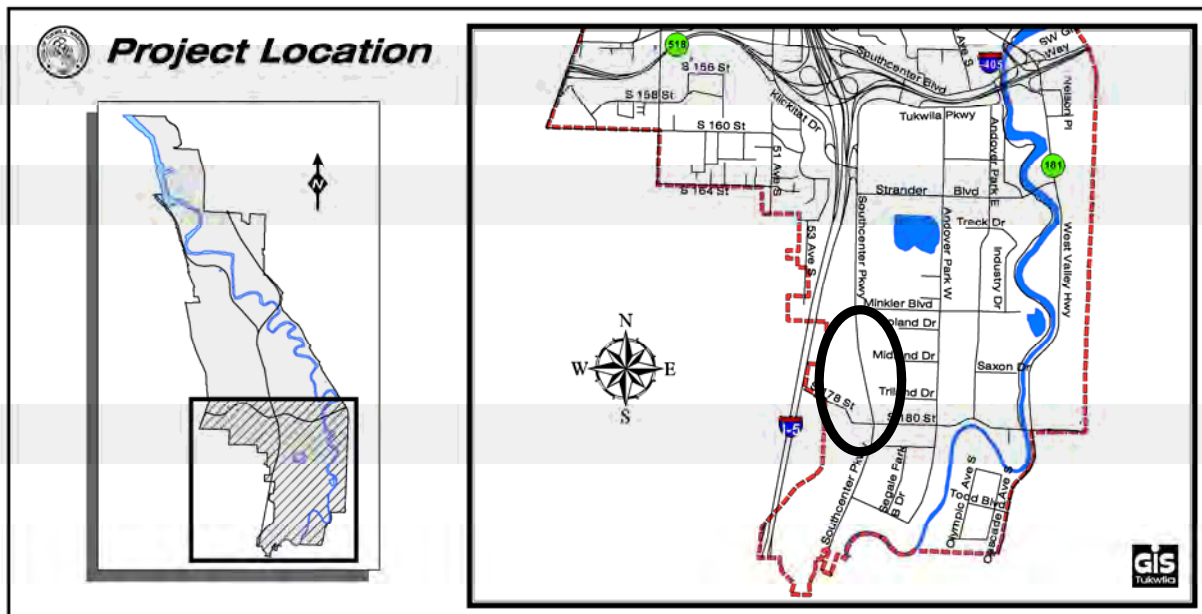 Project Location
N
518
S 156 St
S 158 St
S 160 St
S 164 St
51 Ave S
53 Ave S
Klickitat Dr
Southcenter Blvd
I-405
SW
Way
Nelson Pl
Tukwila Pkwy
Andover Park E
181
Strander Blvd
Southcenter Pkwy
Andover Park W
Treck Dr
Industry Dr
West Valley Hwy
Minkler Blvd
oland Dr
Midland Dr
Triland Dr
Saxon Dr
S 178 St
S 180 St
I-5
N
W E
S
Southcenter Pkwy
Segale Park
B Dr
Olympic Ave S
Todd Blvd
Cascade Ave S
GIS
Tukwila